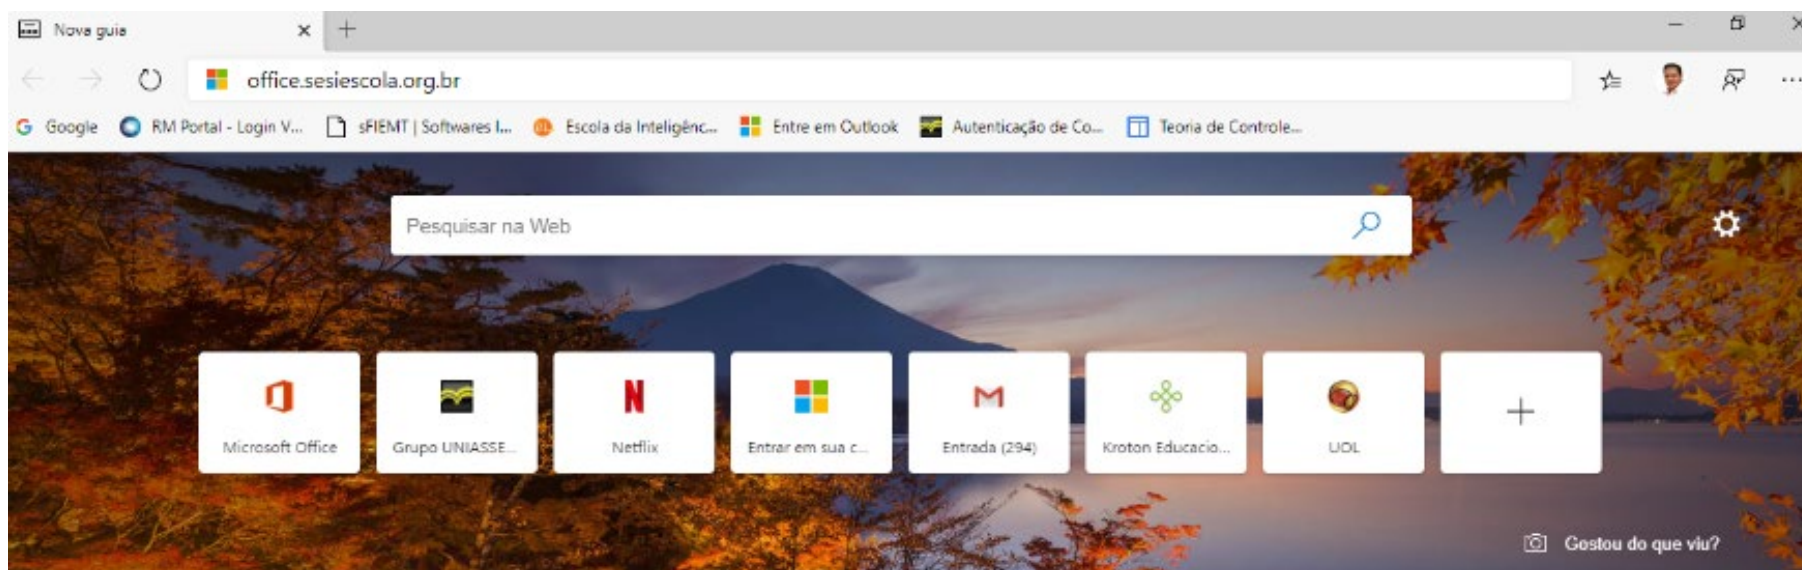 Nova guia
office.sesiescola.org.br
Google RM Portal - Login V... sFIEMT | Softwares I... Escola da Inteligênc... Entre em Outlook Autenticação de Co... Teoria de Controle...
Pesquisar na Web
Microsoft Office Grupo UNIASSE... Netflix Entrar em sua c... Entrada (294) Kroton Educacio... UOL
Gostou do que viu?